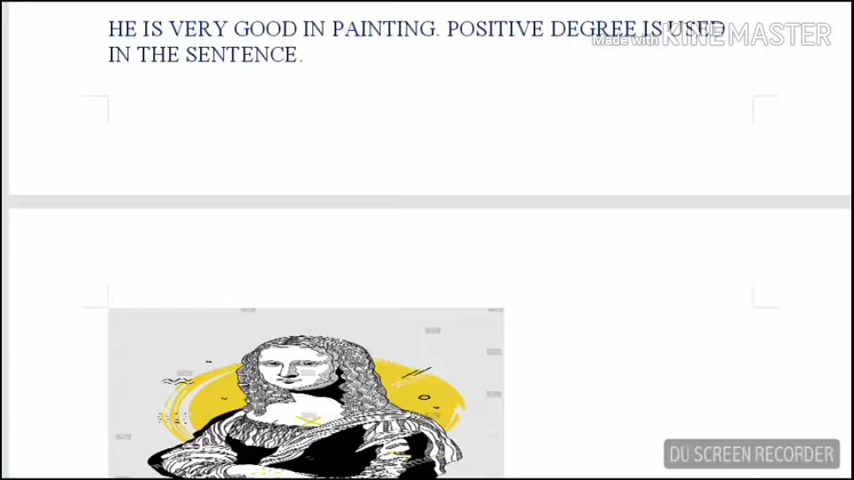 HE IS VERY GOOD IN PAINTING. POSITIVE DEGREE IS USED
Made with KINEMASTER
IN THE SENTENCE.
DU SCREEN RECORDER